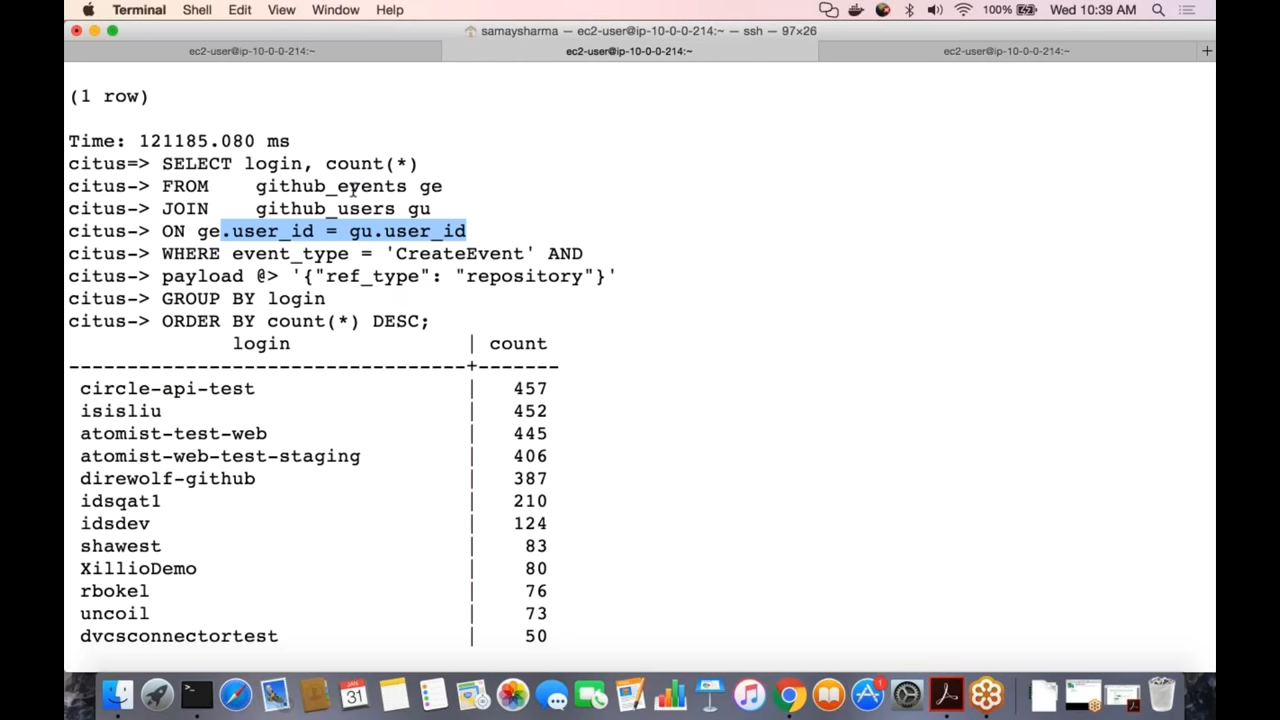 Terminal Shell Edit View Window Help 100% Wed 10:39 AM
samaysharma — ec2-user@ip-10-0-0-214:~ — ssh — 97×26
ec2-user@ip-10-0-0-214:~ ec2-user@ip-10-0-0-214:~ ec2-user@ip-10-0-0-214:~ +
(1 row)
Time: 121185.080 ms
citus=> SELECT login, count(*)
citus-> FROM github_events ge
citus-> JOIN github_users gu
citus-> ON ge.user_id = gu.user_id
citus-> WHERE event_type = 'CreateEvent' AND
citus-> payload @> '{"ref_type": "repository"}'
citus-> GROUP BY login
citus-> ORDER BY count(*) DESC;
login | count
---------------------------------+-------
circle-api-test | 457
isisliu | 452
atomist-test-web | 445
atomist-web-test-staging | 406
direwolf-github | 387
idsqat1 | 210
idsdev | 124
shawest | 83
XillioDemo | 80
rbokel | 76
uncoil | 73
dvcsconnectortest | 50
31
1